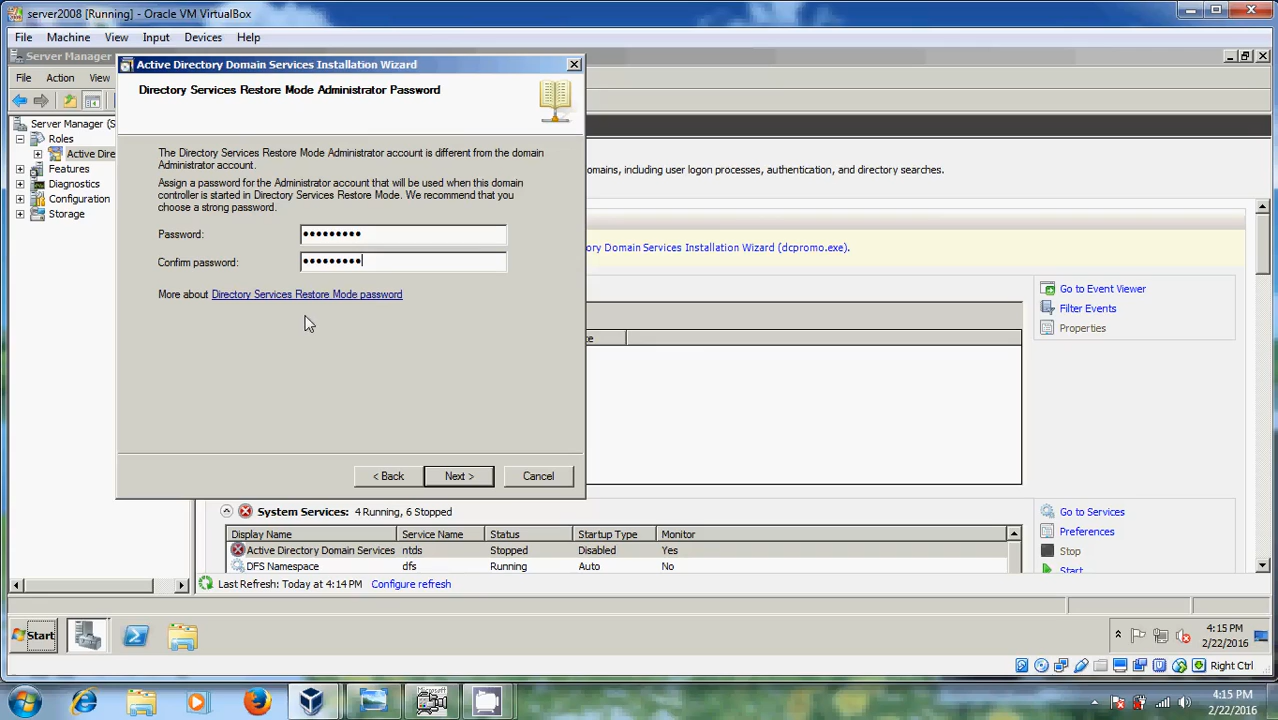 server2008 [Running] - Oracle VM VirtualBox
File Machine View Input Devices Help
Server Manager
File Action View
Server Manager (S
Roles
Active Dire
Features
Diagnostics
Configuration
Storage
Active Directory Domain Services Installation Wizard
Directory Services Restore Mode Administrator Password
The Directory Services Restore Mode Administrator account is different from the domain
Administrator account.
Assign a password for the Administrator account that will be used when this domain
controller is started in Directory Services Restore Mode. We recommend that you
choose a strong password.
Password: •••••••••
Confirm password: •••••••••
More about Directory Services Restore Mode password
< Back Next > Cancel
omains, including user logon processes, authentication, and directory searches.
ory Domain Services Installation Wizard (dcpromo.exe).
Go to Event Viewer
Filter Events
Properties
te
System Services: 4 Running, 6 Stopped
Display Name Service Name Status Startup Type Monitor
Active Directory Domain Services ntds Stopped Disabled Yes
DFS Namespace dfs Running Auto No
Go to Services
Preferences
Stop
Start
Last Refresh: Today at 4:14 PM Configure refresh
Start
4:15 PM
2/22/2016
Right Ctrl
4:15 PM
2/22/2016